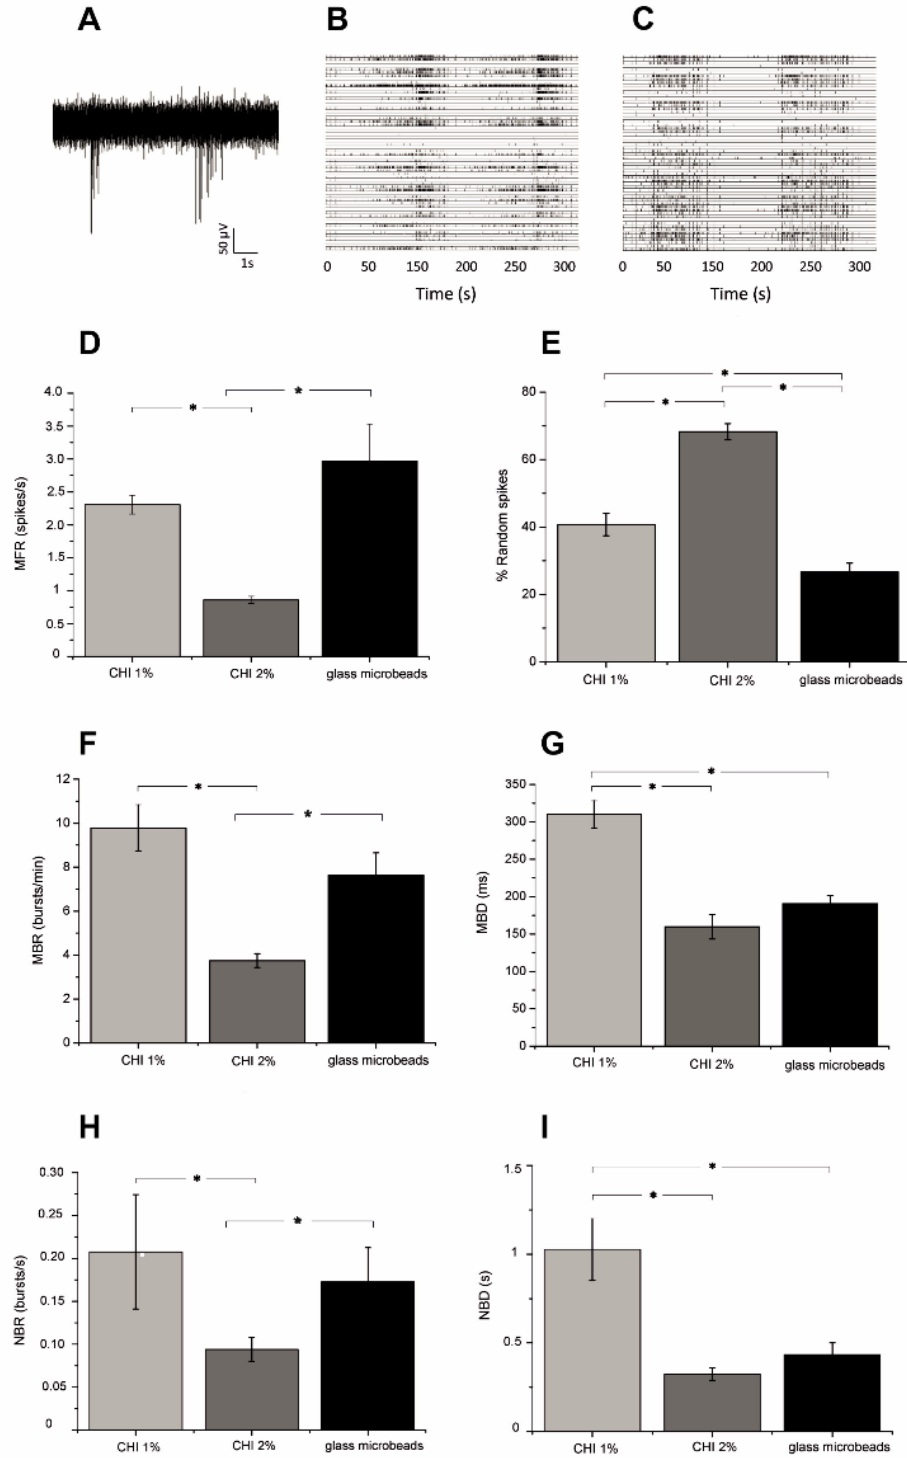 A
B
C
50 µV
1s
0 50 100 150 200 250 300
Time (s)
0 50 150 200 250 300
Time (s)
D
E
4.0
3.5
3.0
2.5
2.0
1.5
1
0.5
0
MFR (spikes/s)
*
*
CHI 1%
CHI 2%
glass microbeads
80
60
40
20
0
% Random spikes
*
*
*
CHI 1%
CHI 2%
glass microbeads
F
G
12
10
8
6
4
2
0
MBR (bursts/min)
*
*
CHI 1%
CHI 2%
glass microbeads
350
300
250
200
150
100
50
0
MBD (ms)
*
*
CHI 1%
CHI 2%
glass microbeads
H
I
0.30
0.25
0.20
0.15
0.10
0.05
0
NBR (bursts/s)
*
*
CHI 1%
CHI 2%
glass microbeads
1.5
1
0.5
0
NBD (s)
*
*
CHI 1%
CHI 2%
glass microbeads